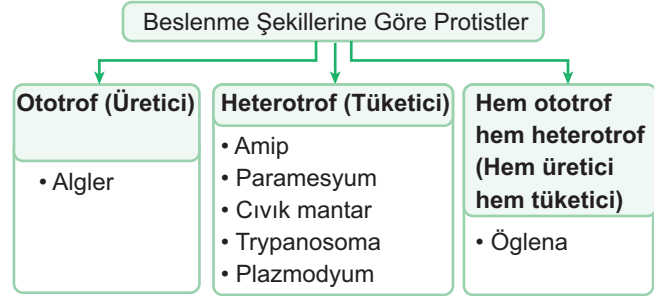 Beslenme Şekillerine Göre Protistler
Ototrof (Üretici)
• Algler
Heterotrof (Tüketici)
• Amip
• Paramesyum
• Cıvık mantar
• Trypanosoma
• Plazmodyum
Hem ototrof
hem heterotrof
(Hem üretici
hem tüketici)
• Öglena